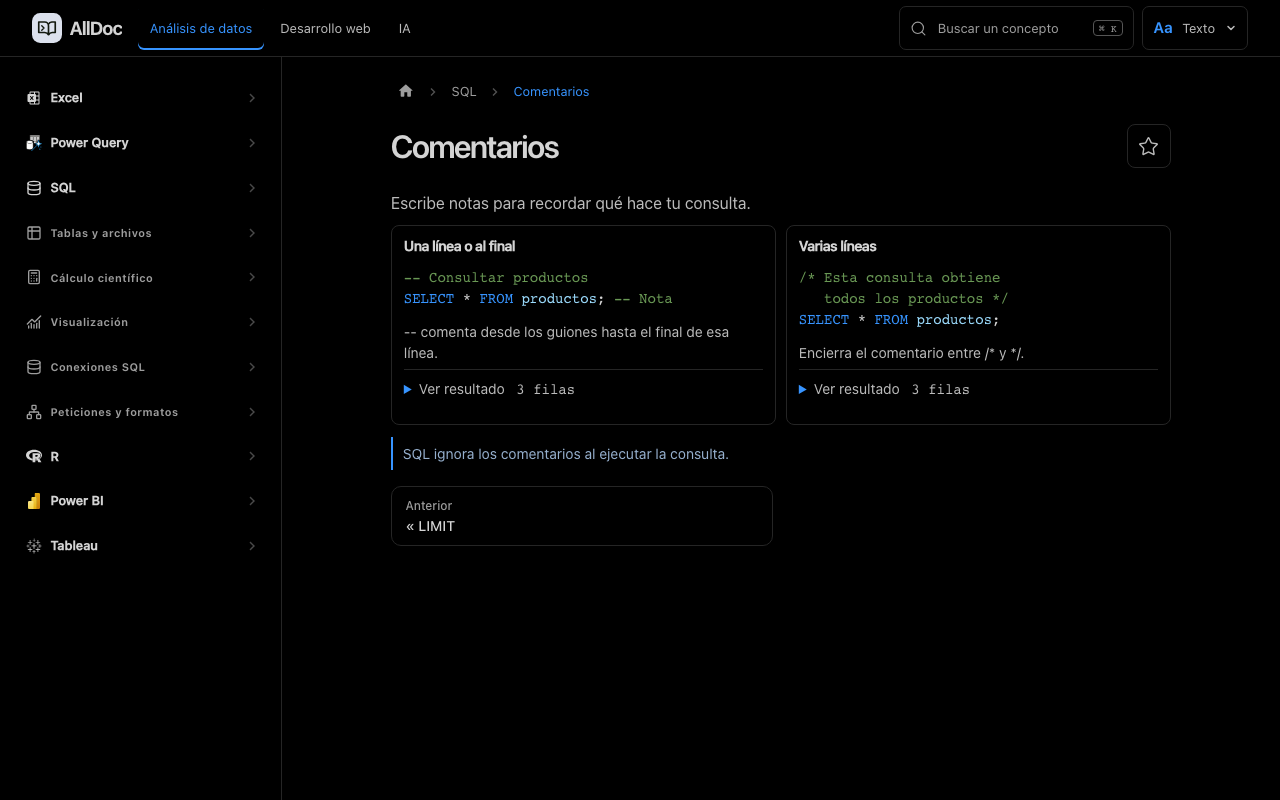 AllDoc
Análisis de datos
Desarrollo web
IA
Buscar un concepto
⌘ K
Aa Texto
Excel
Power Query
SQL
Tablas y archivos
Cálculo científico
Visualización
Conexiones SQL
Peticiones y formatos
R
Power BI
Tableau
SQL
Comentarios
Comentarios
Escribe notas para recordar qué hace tu consulta.
Una línea o al final
-- Consultar productos
SELECT * FROM productos; -- Nota
-- comenta desde los guiones hasta el final de esa
línea.
Ver resultado 3 filas
Varias líneas
/* Esta consulta obtiene
todos los productos */
SELECT * FROM productos;
Encierra el comentario entre /* y */.
Ver resultado 3 filas
SQL ignora los comentarios al ejecutar la consulta.
Anterior
« LIMIT